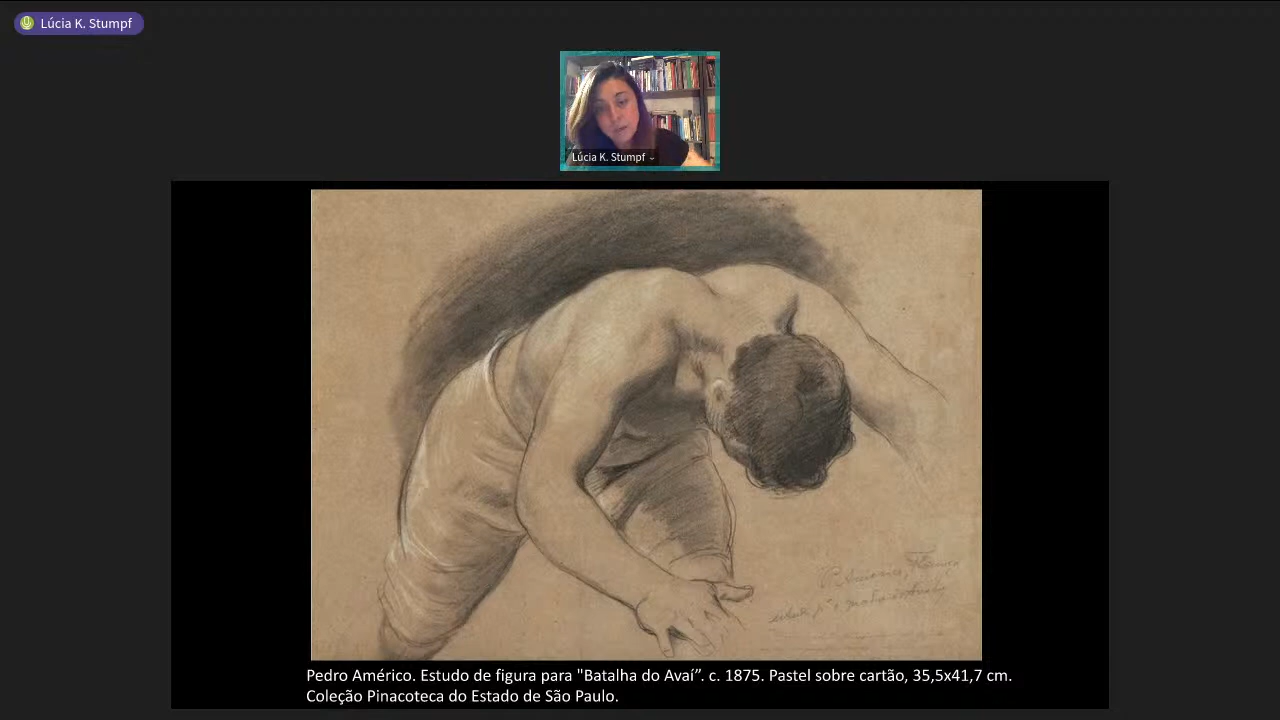 Lúcia K. Stumpf
Lúcia K. Stumpf
P. Americo,
Pedro Américo. Estudo de figura para "Batalha do Avaí”. c. 1875. Pastel sobre cartão, 35,5x41,7 cm.
Coleção Pinacoteca do Estado de São Paulo.